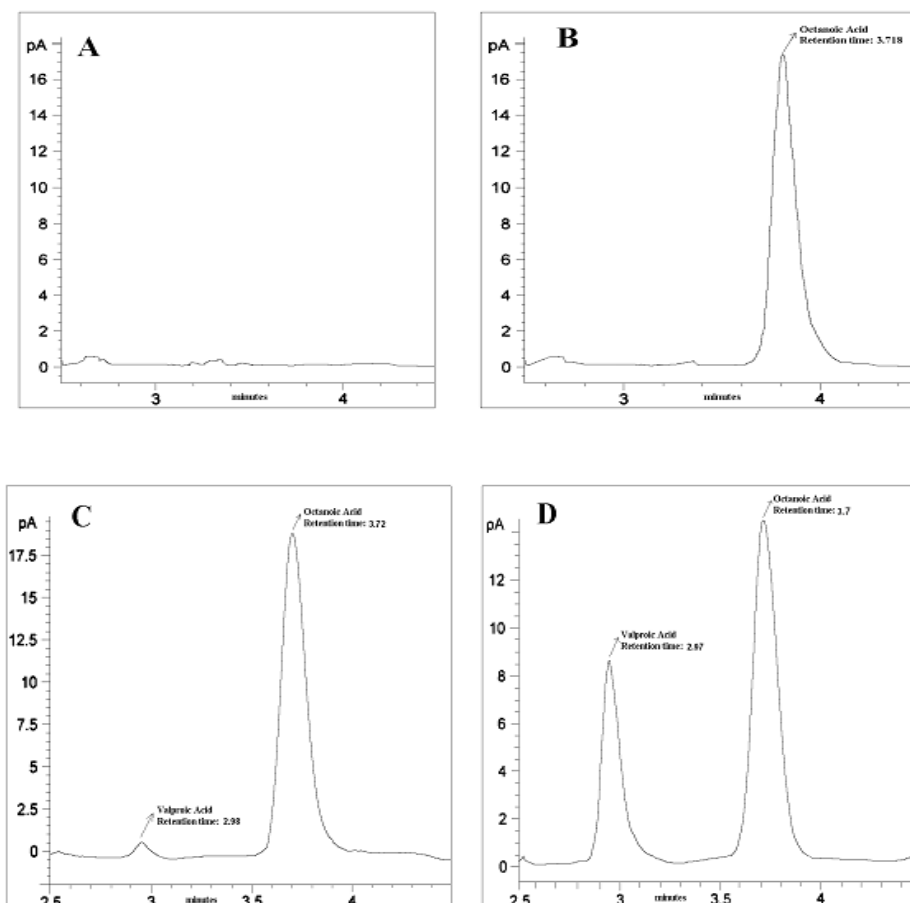 A
pA
16
14
12
10
8
6
4
2
0
3
minutes
4
B
Octanoic Acid
Retention time: 3.718
pA
16
14
12
10
8
6
4
2
0
3
minutes
4
C
Octanoic Acid
Retention time: 3.72
pA
17.5
15
12.5
10
7.5
5
2.5
0
Valproic Acid
Retention time: 2.98
2.5
3
minutes
3.5
4
D
Octanoic Acid
Retention time: 3.7
pA
12
10
8
6
4
2
0
Valproic Acid
Retention time: 2.97
2.5
3
minutes
3.5
4